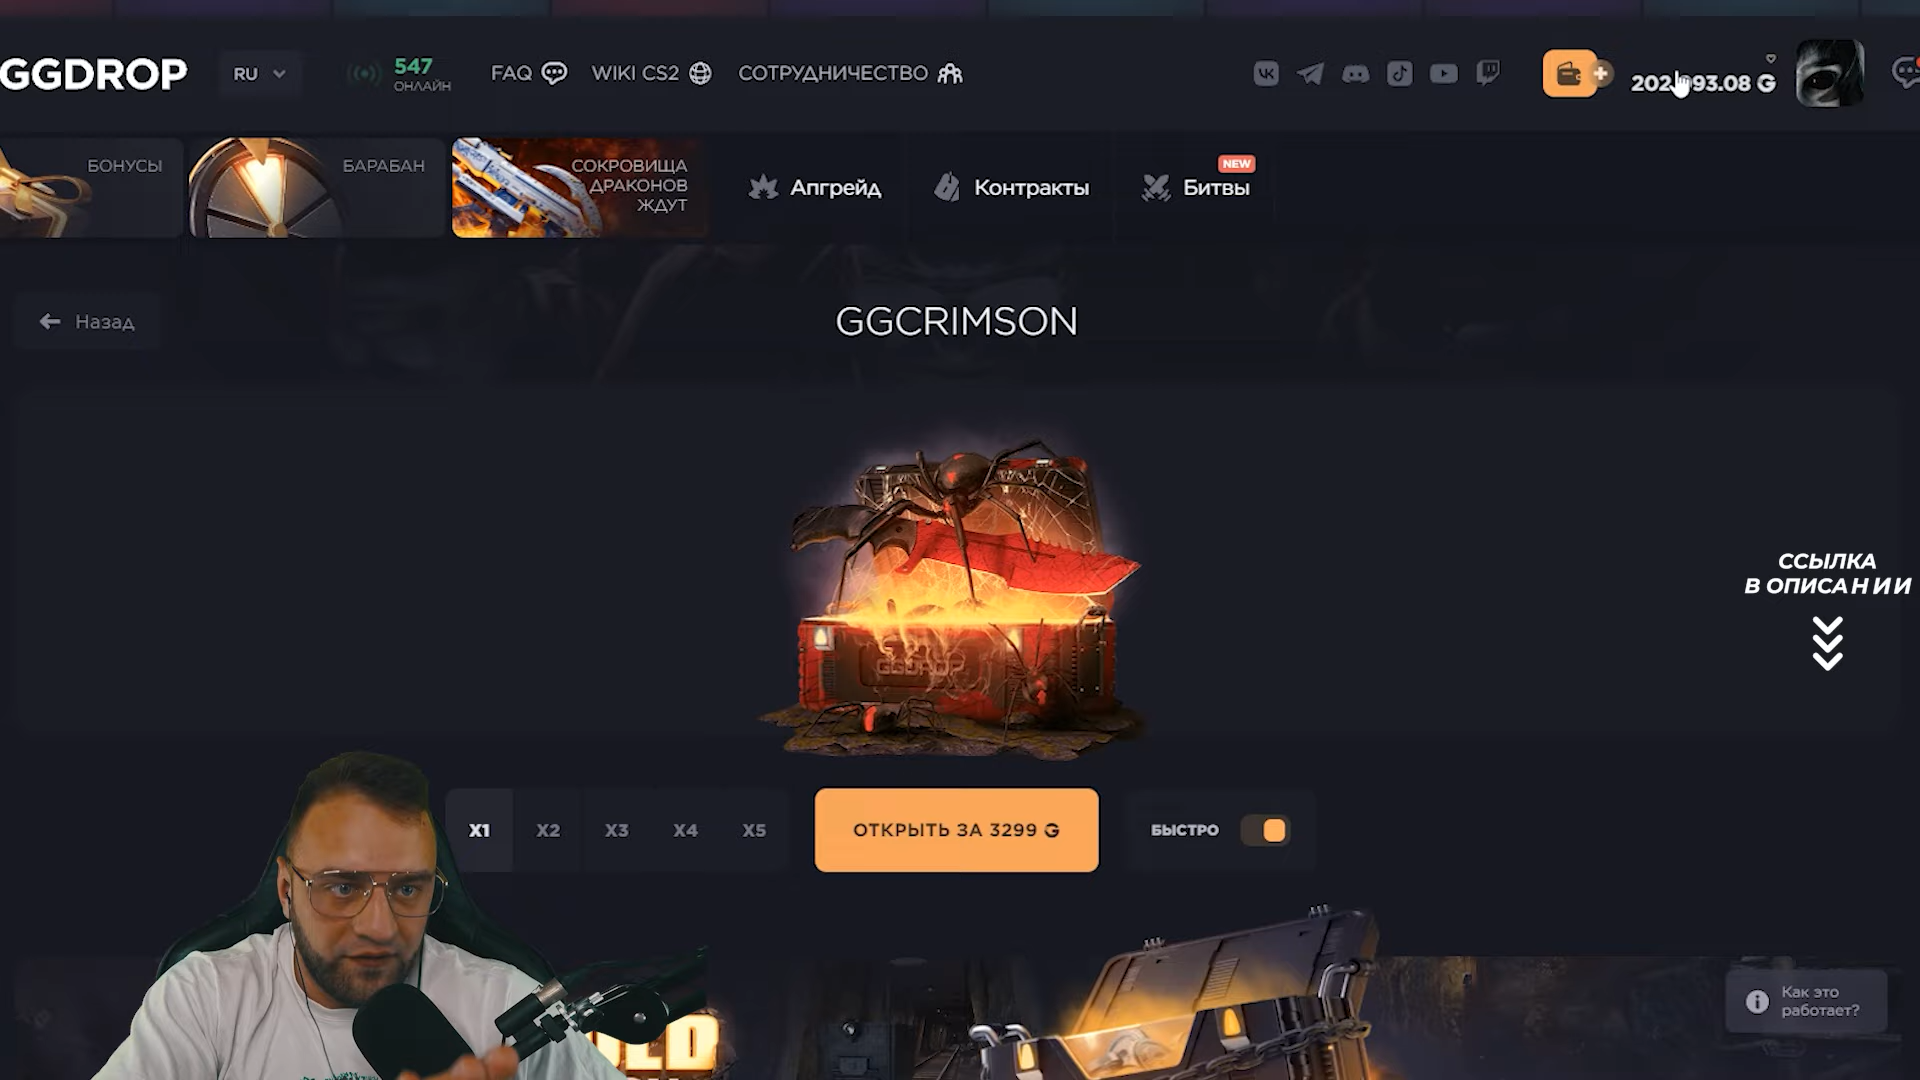 GGDROP
RU
547
ОНЛАЙН
FAQ
WIKI CS2
СОТРУДНИЧЕСТВО
G
БОНУСЫ
БАРАБАН
СОКРОВИЩА
ДРАКОНОВ
ЖДУТ
Апгрейд
Контракты
NEW
Битвы
Назад
GGCRIMSON
GGDROP
ССЫЛКА
В ОПИСАНИИ
X1
X2
X3
X4
X5
ОТКРЫТЬ ЗА 3299 G
БЫСТРО
Как это
работает?